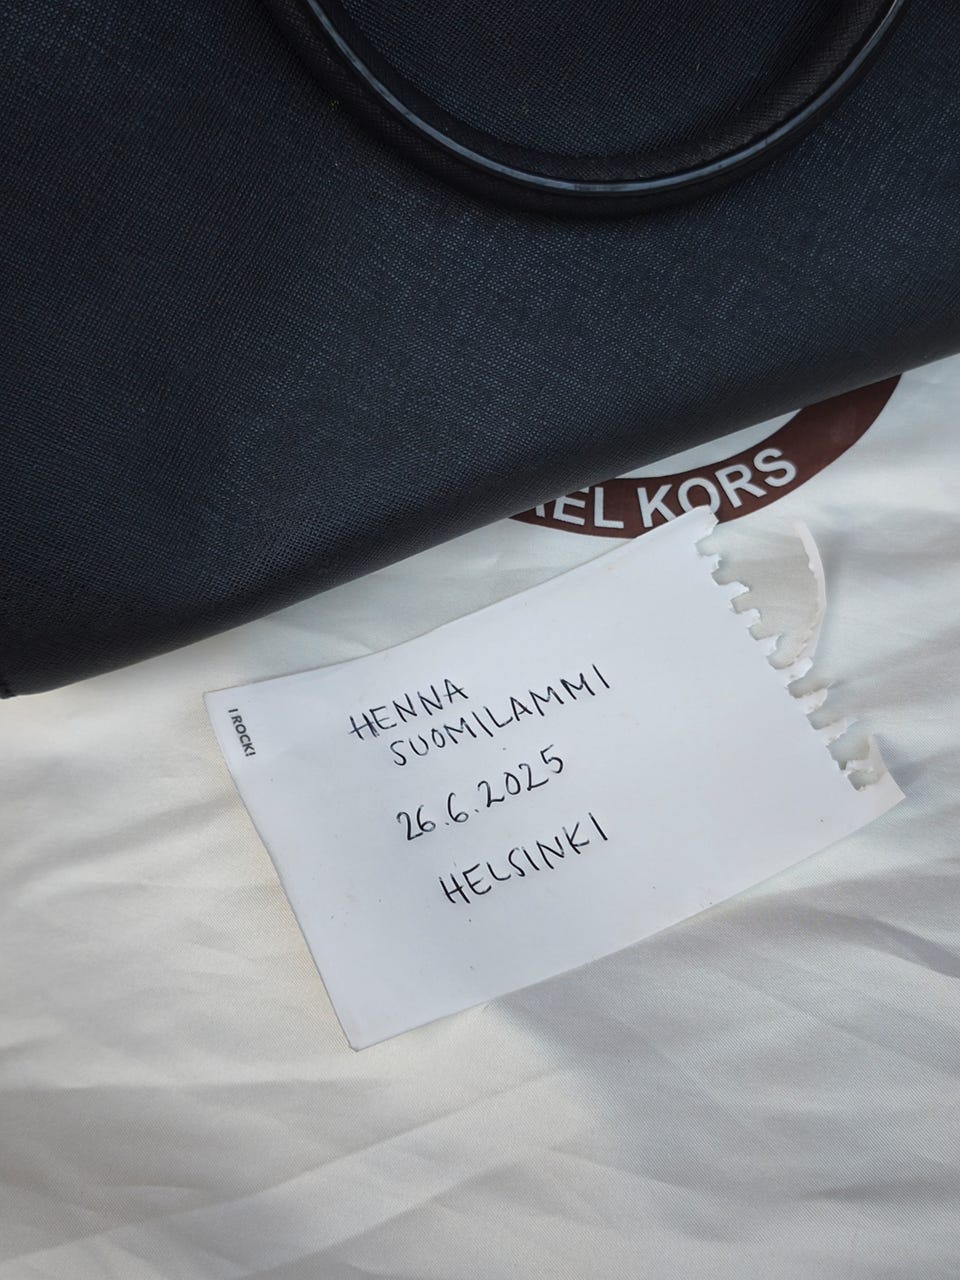 HEL KORS
I ROCK!
HENNA
SUOMILAMMI
26.6.2025
HELSINKI